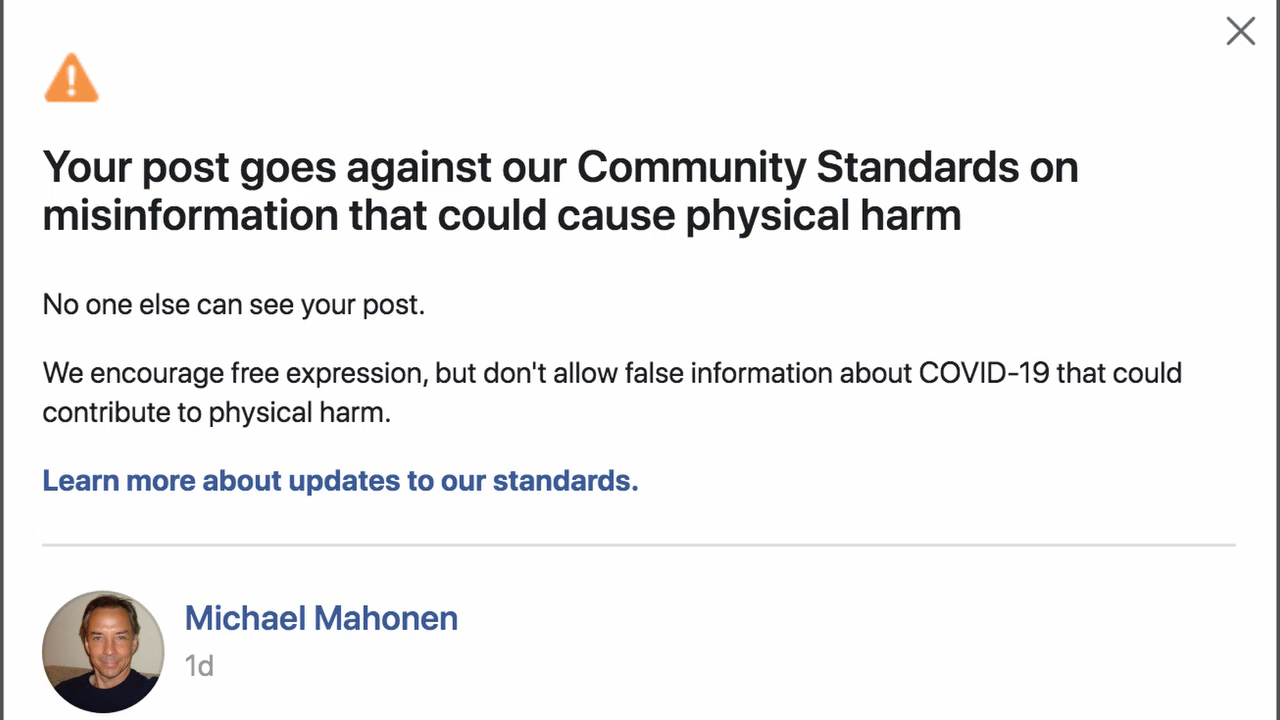 Your post goes against our Community Standards on
misinformation that could cause physical harm
No one else can see your post.
We encourage free expression, but don't allow false information about COVID-19 that could
contribute to physical harm.
Learn more about updates to our standards.
Michael Mahonen
1d